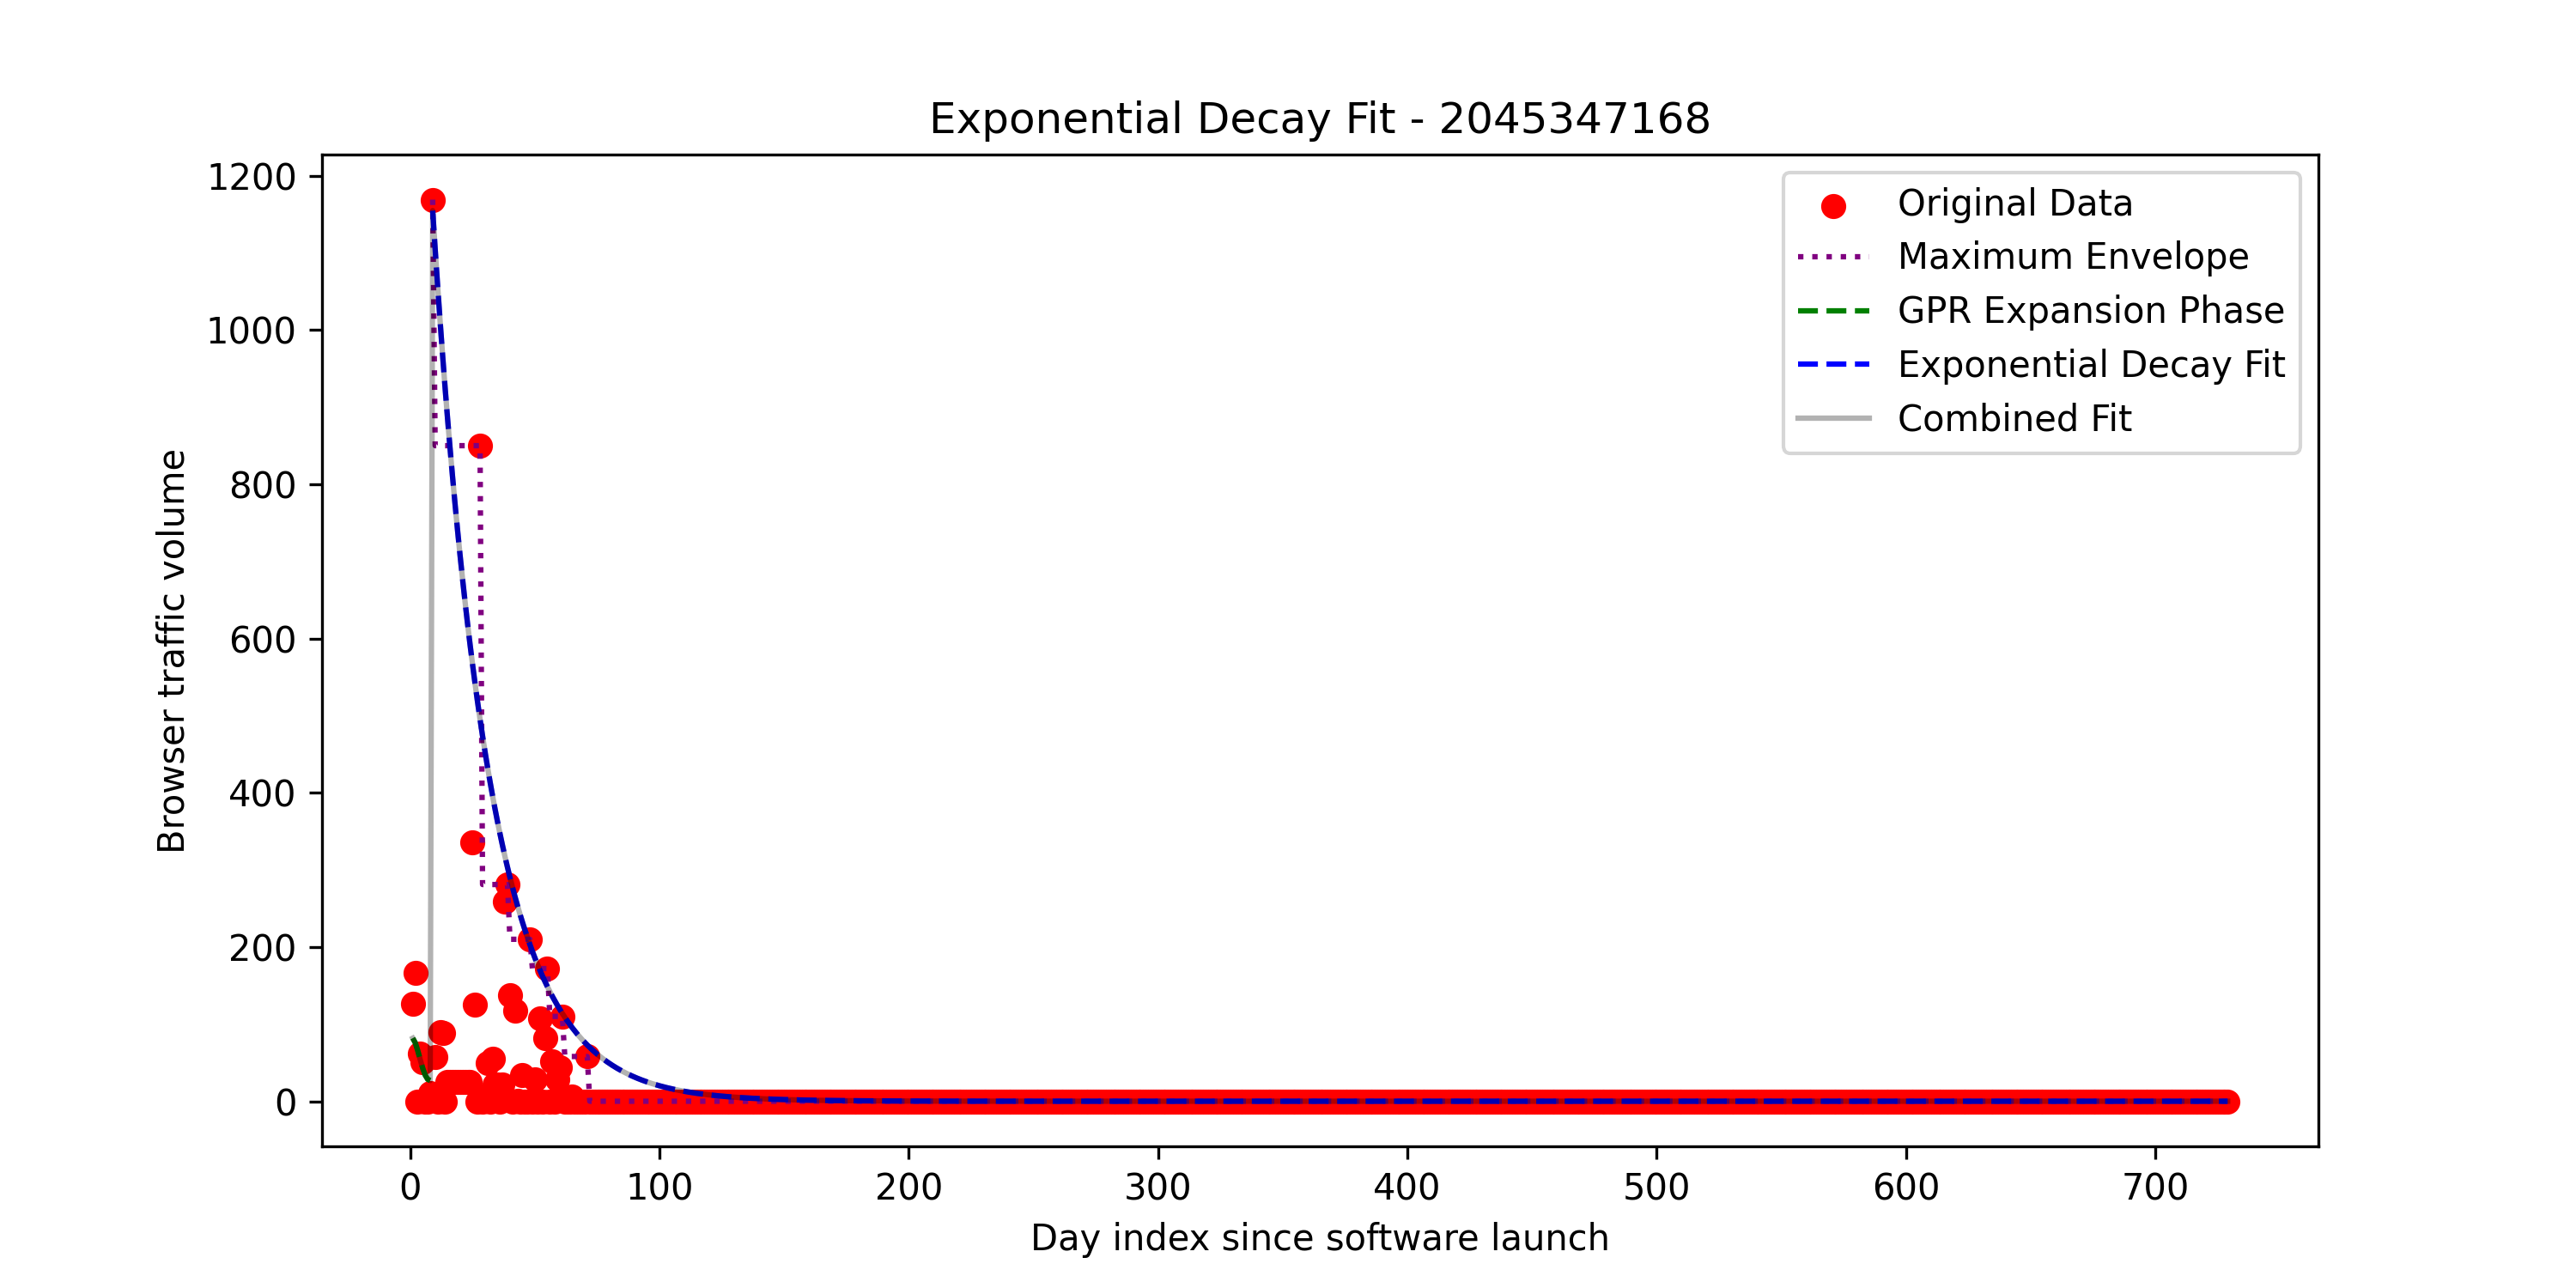 Exponential Decay Fit - 2045347168
1200
1000
800
600
400
200
0
Browser traffic volume
Original Data
Maximum Envelope
GPR Expansion Phase
Exponential Decay Fit
Combined Fit
0 100 200 300 400 500 600 700
Day index since software launch